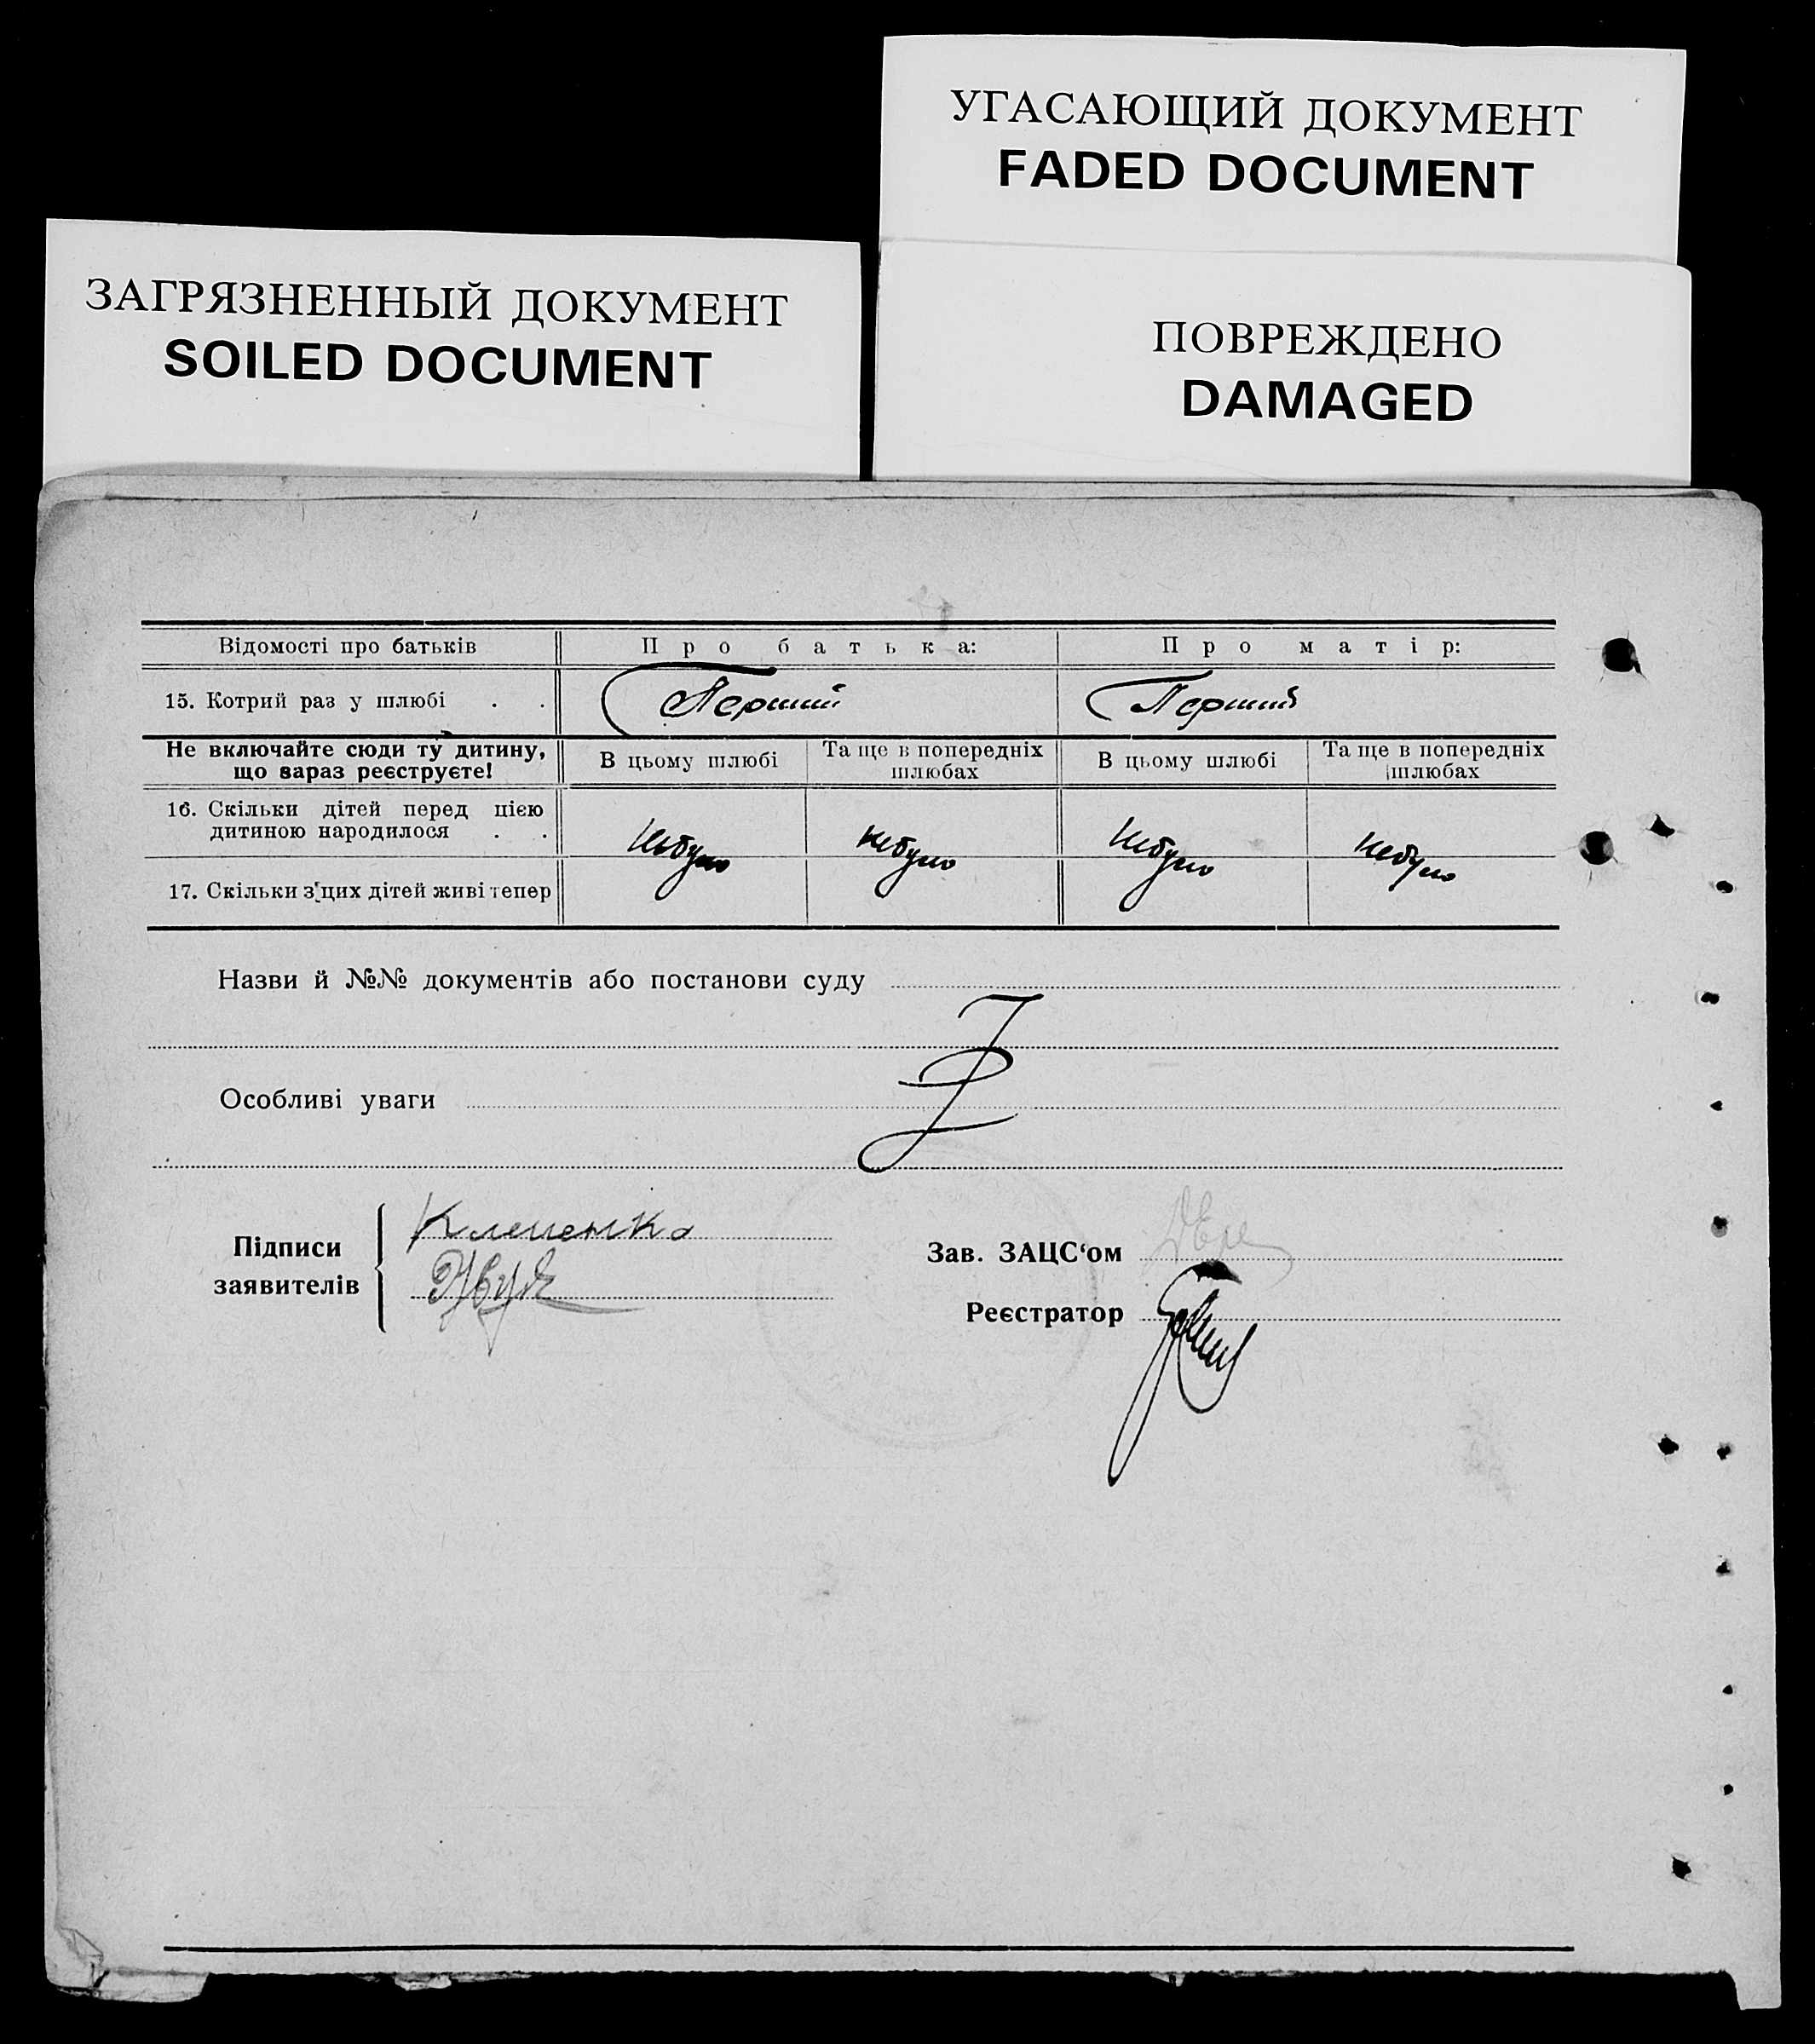 УГАСАЮЩИЙ ДОКУМЕНТ
FADED DOCUMENT
ЗАГРЯЗНЕННЫЙ ДОКУМЕНТ
SOILED DOCUMENT
ПОВРЕЖДЕНО
DAMAGED
Відомості про батьків Про батька: Про матір:
15. Котрий раз у шлюбі . . Перший Перший
Не включайте сюди ту дитину, що зараз реєструєте! В цьому шлюбі Та ще в попередніх шлюбах В цьому шлюбі Та ще в попередніх шлюбах
16. Скільки дітей перед цією
дитиною народилося . . небуло небуло небуло небуло
17. Скільки з цих дітей живі тепер
Назви й №№ документів або постанови суду
Особливі уваги
Підписи
заявителів
Зав. ЗАЦС‘ом
Реєстратор